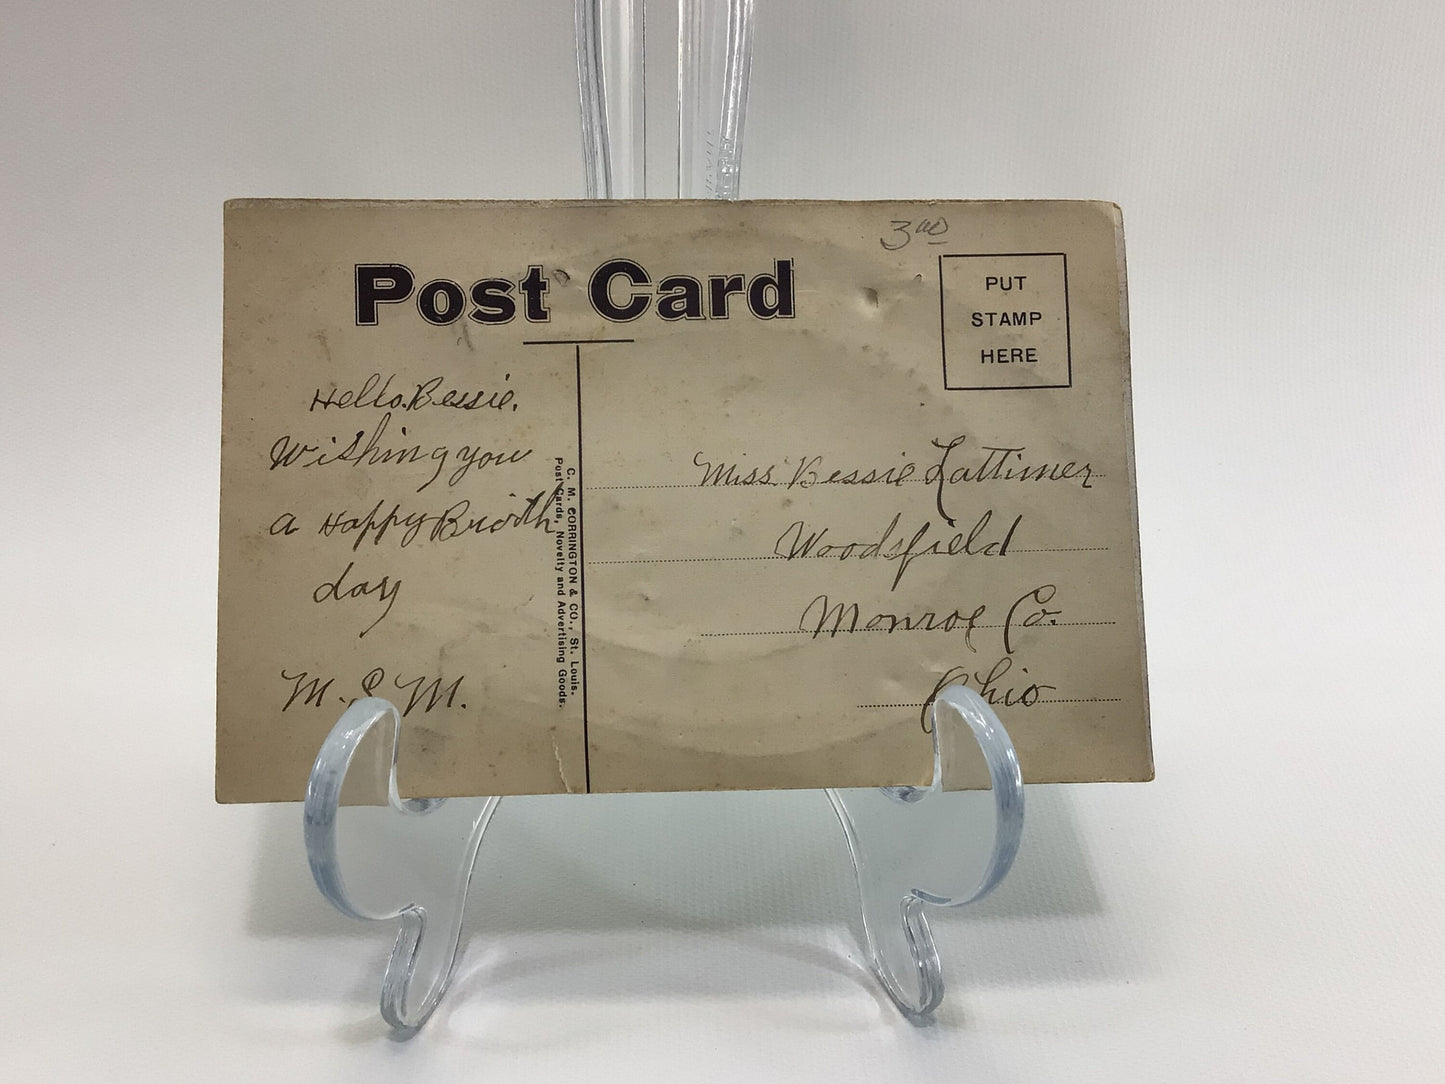 3.00
Post Card
PUT
STAMP
HERE
Hello. Bessie.
Wishing you
a Happy Birth
day
M. S. M.
C. M. CORRINGTON & CO., St. Louis.
Post Cards, Novelty and Advertising Goods.
Miss. Bessie Lattimer
Woodsfield
Monroe Co.
Ohio